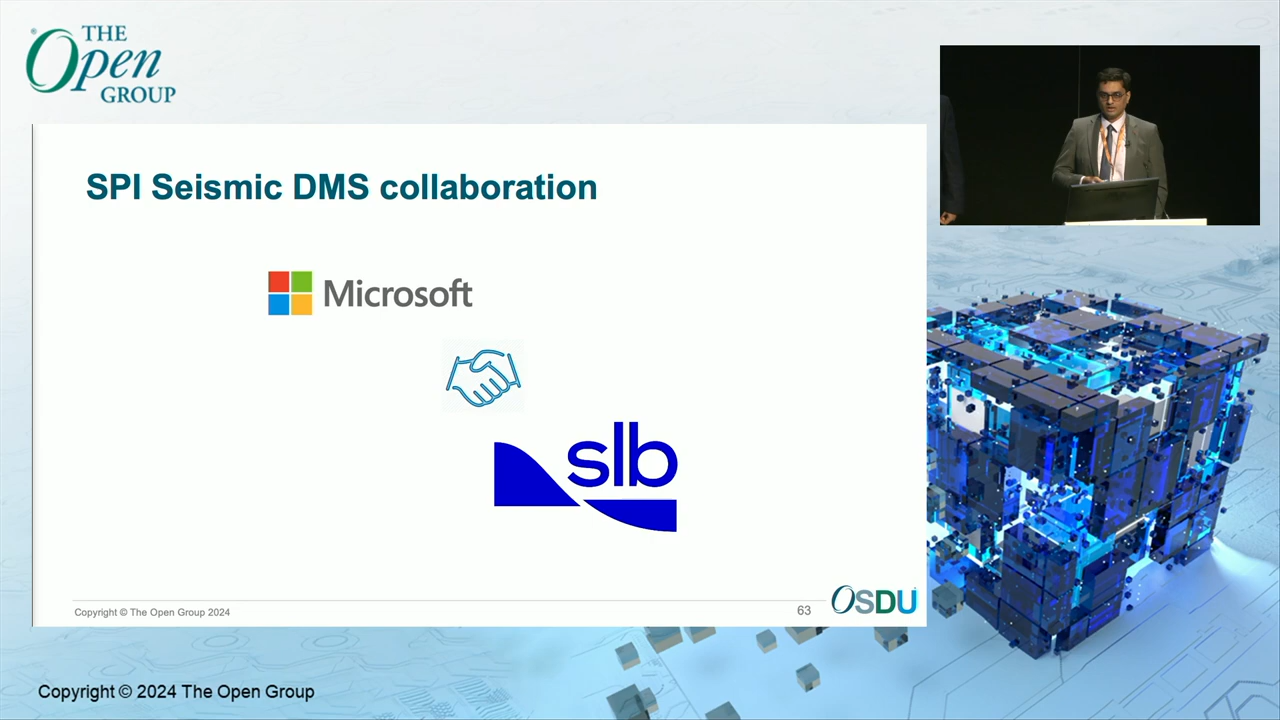 THE
Open
GROUP
SPI Seismic DMS collaboration
Microsoft
slb
Copyright © The Open Group 2024
63
OSDU
Copyright © 2024 The Open Group